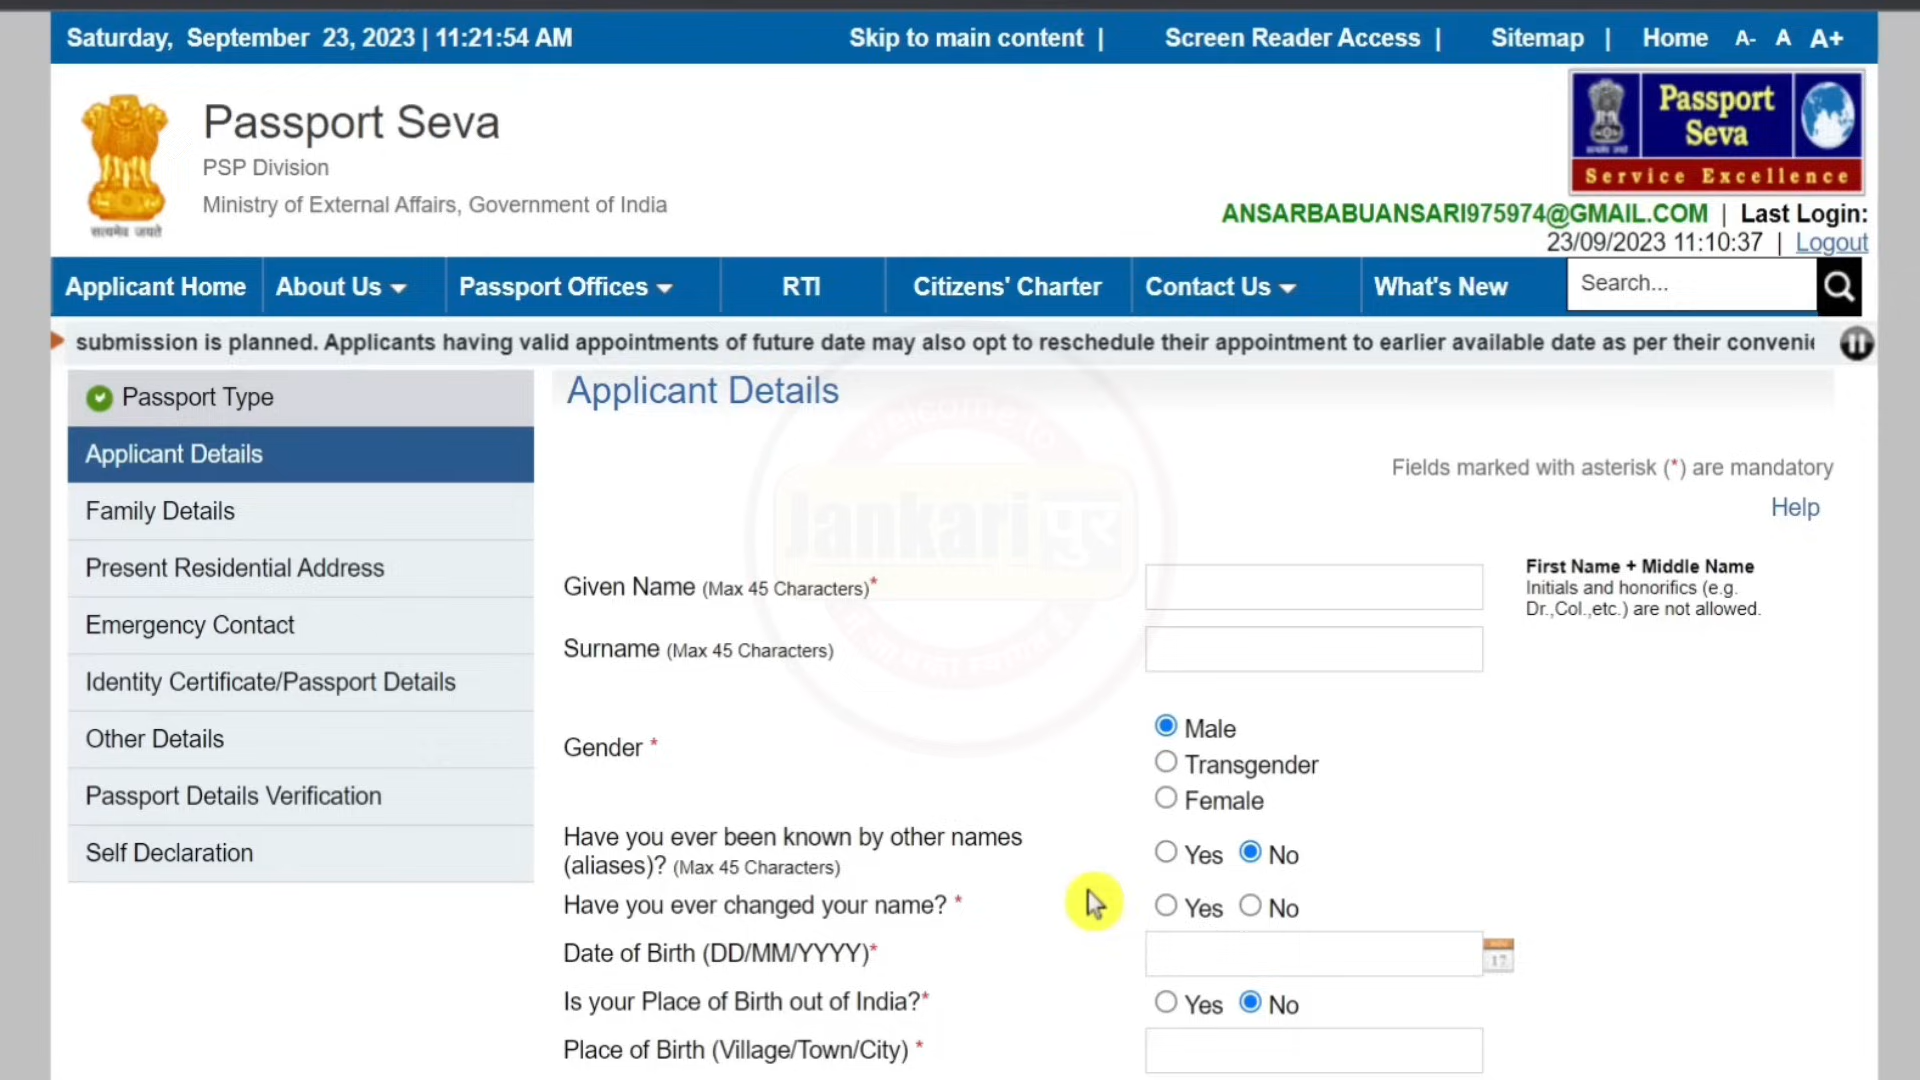 Saturday, September 23, 2023 | 11:21:54 AM
Skip to main content |
Screen Reader Access |
Sitemap |
Home A- A A+
Passport Seva
PSP Division
Ministry of External Affairs, Government of India
सत्यमेव जयते
Passport
Seva
Service Excellence
ANSARBABUANSARI975974@GMAIL.COM | Last Login:
23/09/2023 11:10:37 | Logout
Applicant Home
About Us
Passport Offices
RTI
Citizens' Charter
Contact Us
What's New
Search...
submission is planned. Applicants having valid appointments of future date may also opt to reschedule their appointment to earlier available date as per their
Passport Type
Applicant Details
Family Details
Present Residential Address
Emergency Contact
Identity Certificate/Passport Details
Other Details
Passport Details Verification
Self Declaration
Applicant Details
Welcome to
Jankari पुर
Fields marked with asterisk (*) are mandatory
Help
Given Name (Max 45 Characters)*
First Name + Middle Name
Initials and honorifics (e.g.
Dr.,Col.,etc.) are not allowed.
Surname (Max 45 Characters)
Gender *
Male
Transgender
Female
Have you ever been known by other names
(aliases)? (Max 45 Characters)
Yes No
Have you ever changed your name? *
Yes No
Date of Birth (DD/MM/YYYY)*
17
Is your Place of Birth out of India?*
Yes No
Place of Birth (Village/Town/City) *